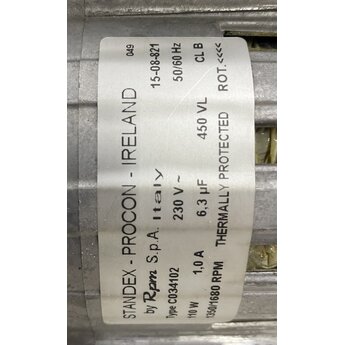 STANDEX - PROCON - IRELAND 049
by Rpm S.p.A. Italy 15-08-821
Type C034102 230 V ~ 50/60 Hz
110 W 1,0 A 6,3 µF 450 VL CL B
1350/1680 RPM THERMALLY PROTECTED ROT. <<<<